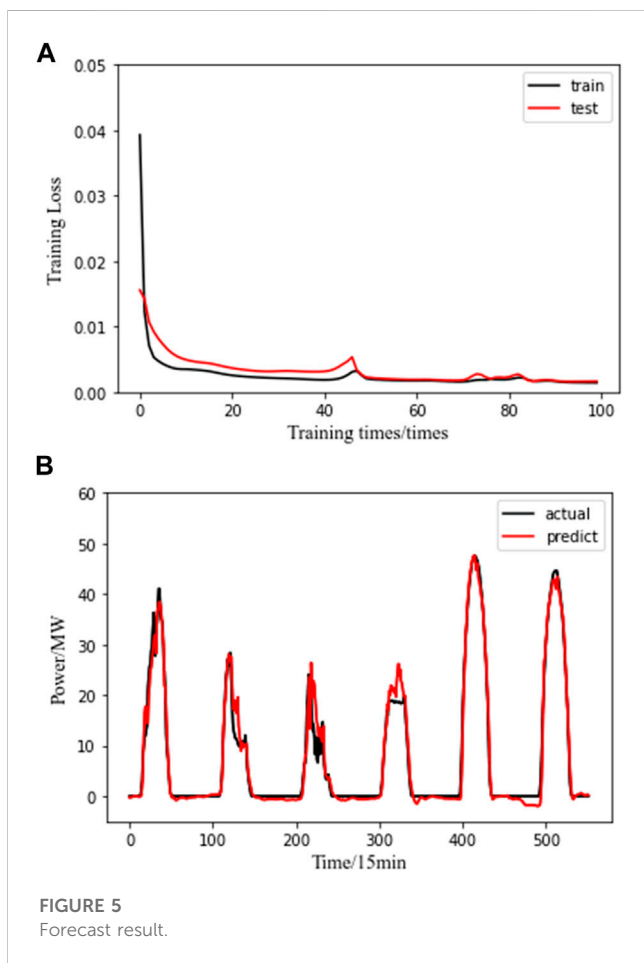 A
0.05
0.04
0.03
0.02
0.01
0.00
Training Loss
train
test
0
20
40
60
80
100
Training times/times
B
60
50
40
30
20
10
0
Power/MW
actual
predict
0
100
200
300
400
500
Time/15min
FIGURE 5
Forecast result.